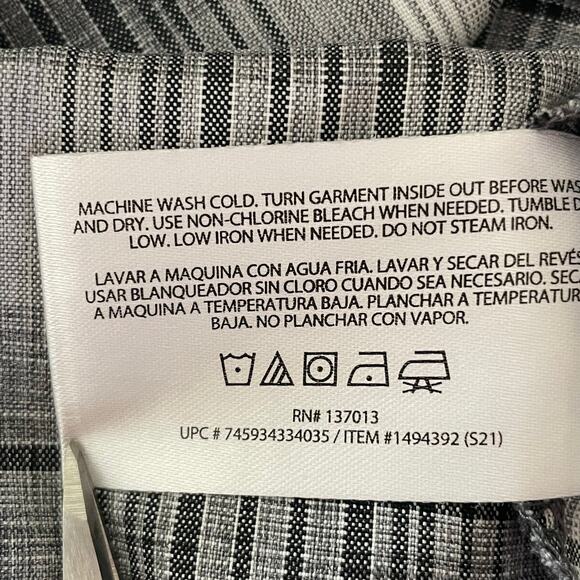 MACHINE WASH COLD. TURN GARMENT INSIDE OUT BEFORE
AND DRY. USE NON-CHLORINE BLEACH WHEN NEEDED. TUMBLE
LOW. LOW IRON WHEN NEEDED. DO NOT STEAM IRON.
LAVAR A MAQUINA CON AGUA FRIA. LAVAR Y SECAR DEL REVÉS
USAR BLANQUEADOR SIN CLORO CUANDO SEA NECESARIO.
A MAQUINA A TEMPERATURA BAJA. PLANCHAR A
BAJA. NO PLANCHAR CON VAPOR.
RN# 137013
UPC # 745934334035 / ITEM #1494392 (S21)